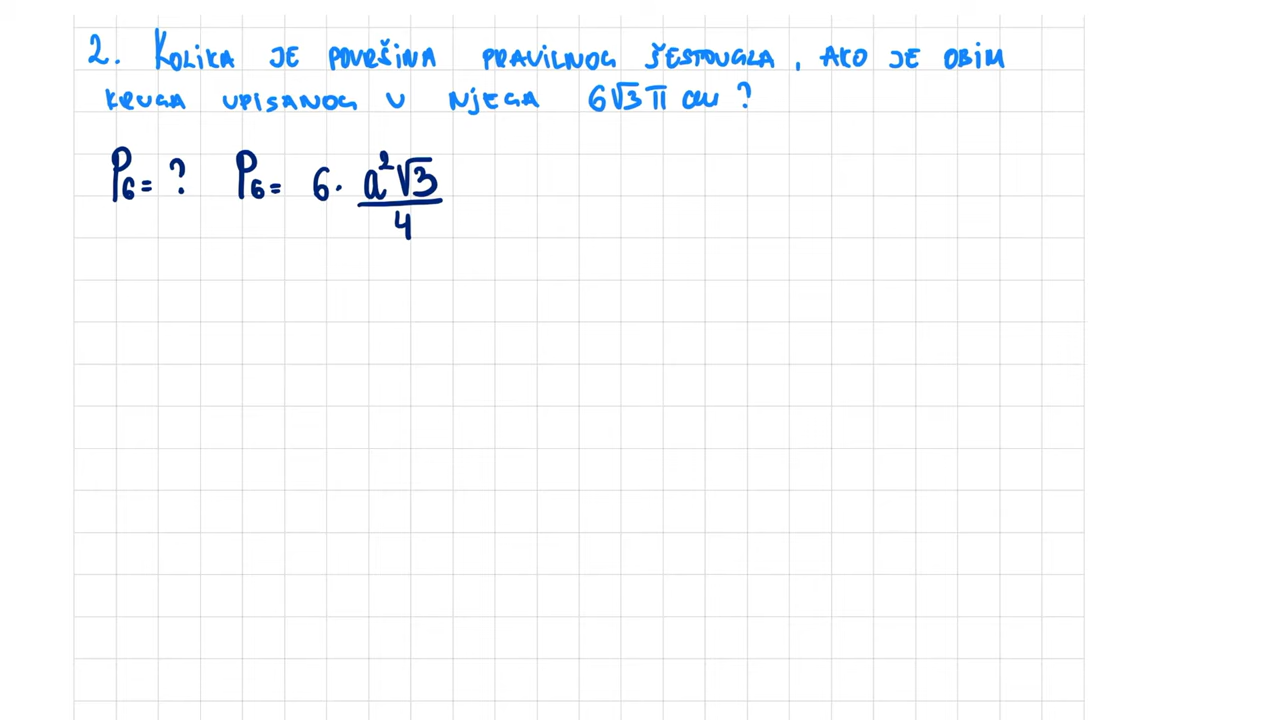 2. KOLIKA JE POVRŠINA PRAVILNOG ŠESTOUGLA, AKO JE OBIM
KRUGA UPISANOG U NJEGA 6√3 π cm?
P₆ = ? P₆ = 6 · a²√3 / 4